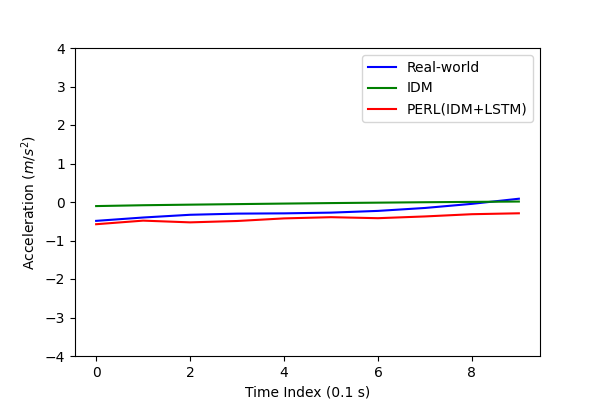 4
3
2
1
0
−1
−2
−3
−4
Acceleration (m/s²)
Real-world
IDM
PERL(IDM+LSTM)
0 2 4 6 8
Time Index (0.1 s)